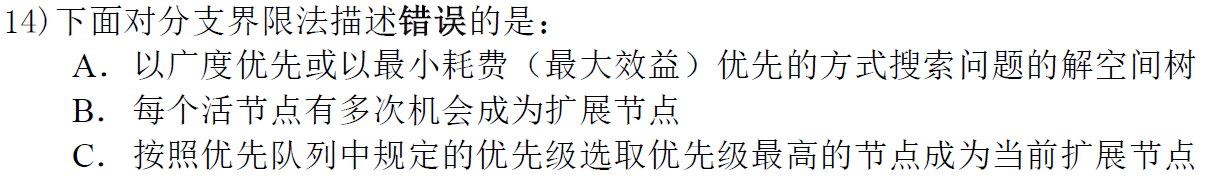 14)下面对分支界限法描述错误的是：
A．以广度优先或以最小耗费（最大效益）优先的方式搜索问题的解空间树
B．每个活节点有多次机会成为扩展节点
C．按照优先队列中规定的优先级选取优先级最高的节点成为当前扩展节点